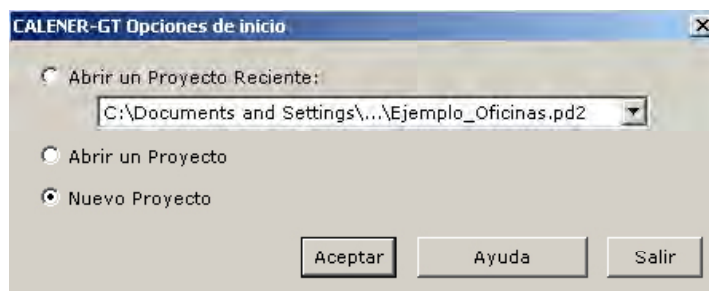 CALENER-GT Opciones de inicio
Abrir un Proyecto Reciente:
C:\Documents and Settings\...\Ejemplo_Oficinas.pd2
Abrir un Proyecto
Nuevo Proyecto
Aceptar Ayuda Salir